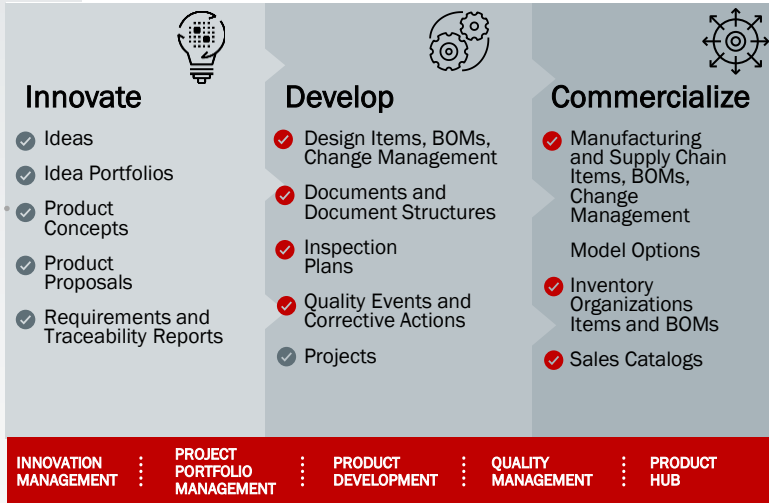 Innovate
Ideas
Idea Portfolios
Product
Concepts
Product
Proposals
Requirements and
Traceability Reports
Develop
Design Items, BOMs,
Change Management
Documents and
Document Structures
Inspection
Plans
Quality Events and
Corrective Actions
Projects
Commercialize
Manufacturing
and Supply Chain
Items, BOMs,
Change
Management
Model Options
Inventory
Organizations
Items and BOMs
Sales Catalogs
INNOVATION
MANAGEMENT
PROJECT
PORTFOLIO
MANAGEMENT
PRODUCT
DEVELOPMENT
QUALITY
MANAGEMENT
PRODUCT
HUB